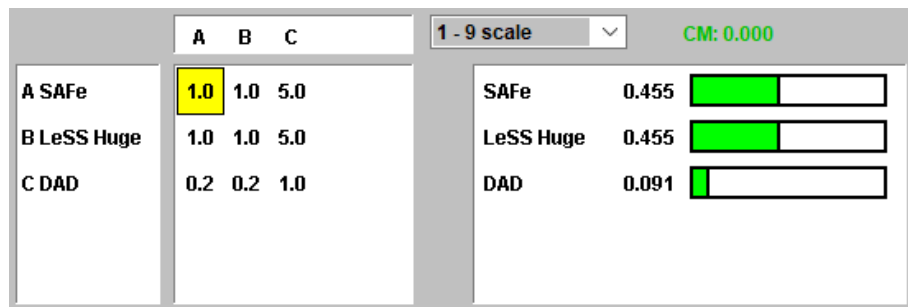 A B C 1 - 9 scale CM: 0.000
A SAFe 1.0 1.0 5.0 SAFe 0.455
B LeSS Huge 1.0 1.0 5.0 LeSS Huge 0.455
C DAD 0.2 0.2 1.0 DAD 0.091